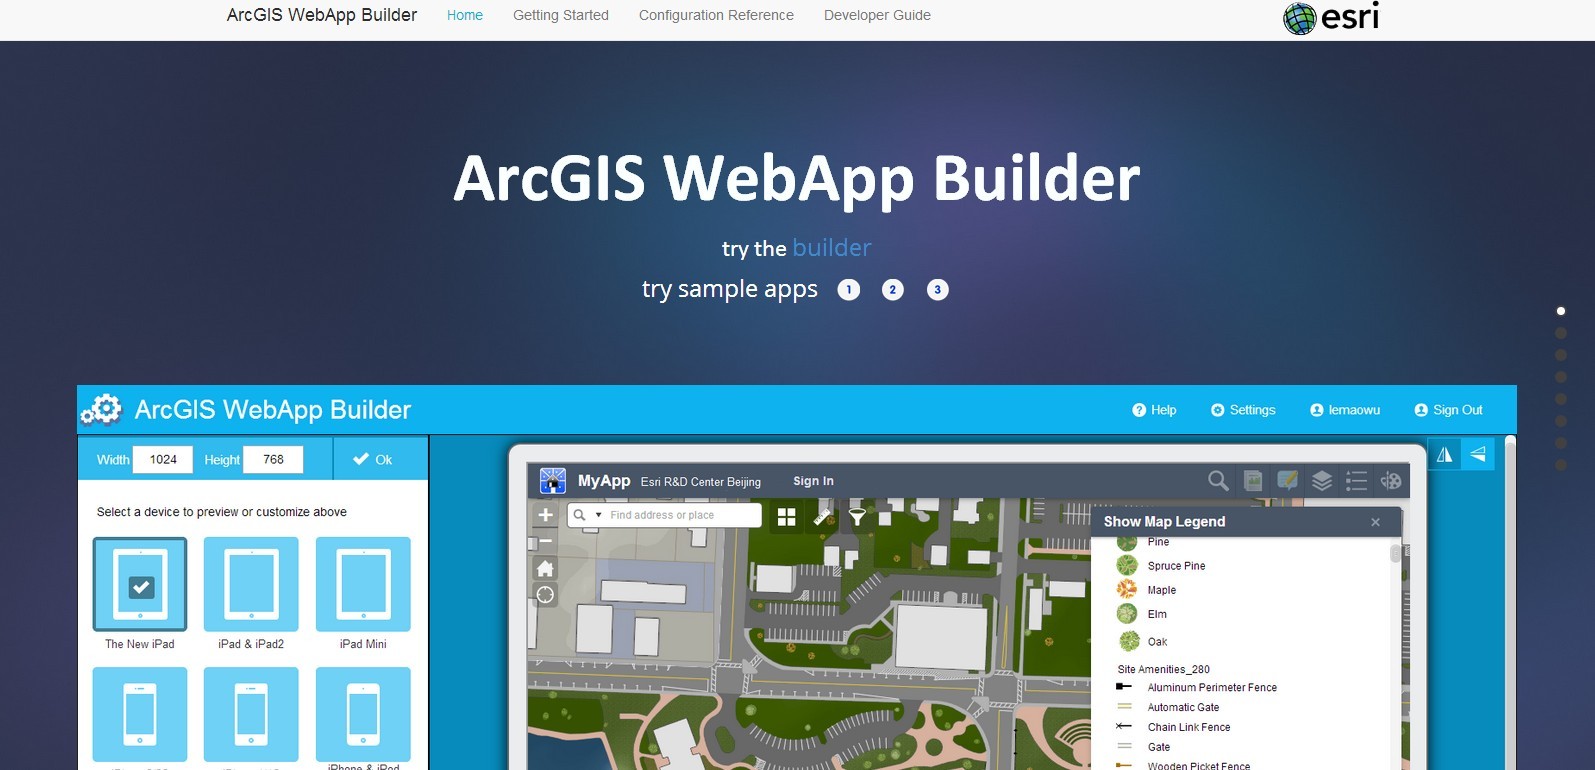 ArcGIS WebApp Builder Home Getting Started Configuration Reference Developer Guide esri
ArcGIS WebApp Builder
try the builder
try sample apps 1 2 3
ArcGIS WebApp Builder Help Settings lemaowu Sign Out
Width 1024 Height 768 Ok
MyApp Esri R&D Center Beijing Sign In
Select a device to preview or customize above
Find address or place
Show Map Legend
Pine
Spruce Pine
Maple
Elm
Oak
The New iPad iPad & iPad2 iPad Mini
Site Amenities_280
Aluminum Perimeter Fence
Automatic Gate
Chain Link Fence
Gate
Wooden Picket Fence
iPhone & iPod